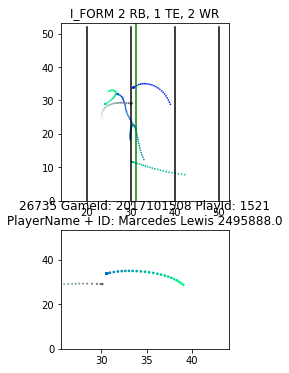 I_FORM 2 RB, 1 TE, 2 WR
50
40
30
20
10
0
20 30 40 50
26735 GameId: 2017101508 PlayId: 1521
PlayerName + ID: Marcedes Lewis 2495888.0
40
20
0
30 35 40